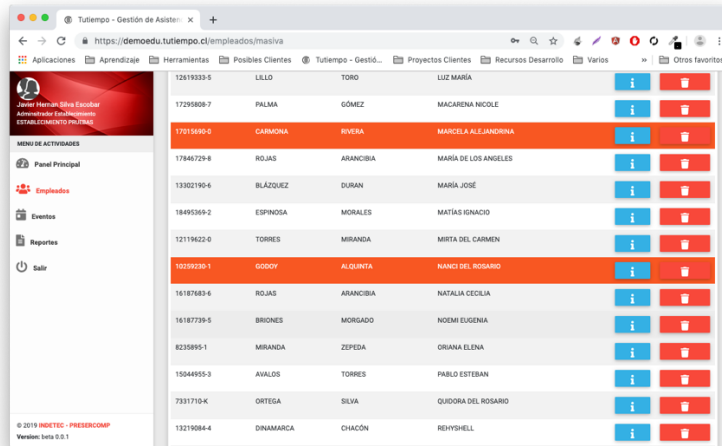 Tutiempo - Gestión de Asisten
https://demoedu.tutiempo.cl/empleados/masiva
Aplicaciones Aprendizaje Herramientas Posibles Clientes Tutiempo - Gestió... Proyectos Clientes Recursos Desarrollo Varios » Otros favoritos
Javier Hernan Silva Escobar
Administrador Establecimiento
ESTABLECIMIENTO PRUEBAS
MENU DE ACTIVIDADES
Panel Principal
Empleados
Eventos
Reportes
Salir
© 2019 INDETEC - PRESERCOMP
Version: beta 0.0.1
12619333-5 LILLO TORO LUZ MARÍA
17295808-7 PALMA GÓMEZ MACARENA NICOLE
17015690-0 CARMONA RIVERA MARCELA ALEJANDRINA
17846729-8 ROJAS ARANCIBIA MARÍA DE LOS ANGELES
13302190-6 BLÁZQUEZ DURAN MARÍA JOSÉ
18495369-2 ESPINOSA MORALES MATÍAS IGNACIO
12119622-0 TORRES MIRANDA MIRTA DEL CARMEN
10259230-1 GODOY ALQUINTA NANCI DEL ROSARIO
16187683-6 ROJAS ARANCIBIA NATALIA CECILIA
16187739-5 BRIONES MORGADO NOEMI EUGENIA
8235895-1 MIRANDA ZEPEDA ORIANA ELENA
15044955-3 AVALOS TORRES PABLO ESTEBAN
7331710-K ORTEGA SILVA QUIDORA DEL ROSARIO
13219084-4 DINAMARCA CHACÓN REHYSHELL